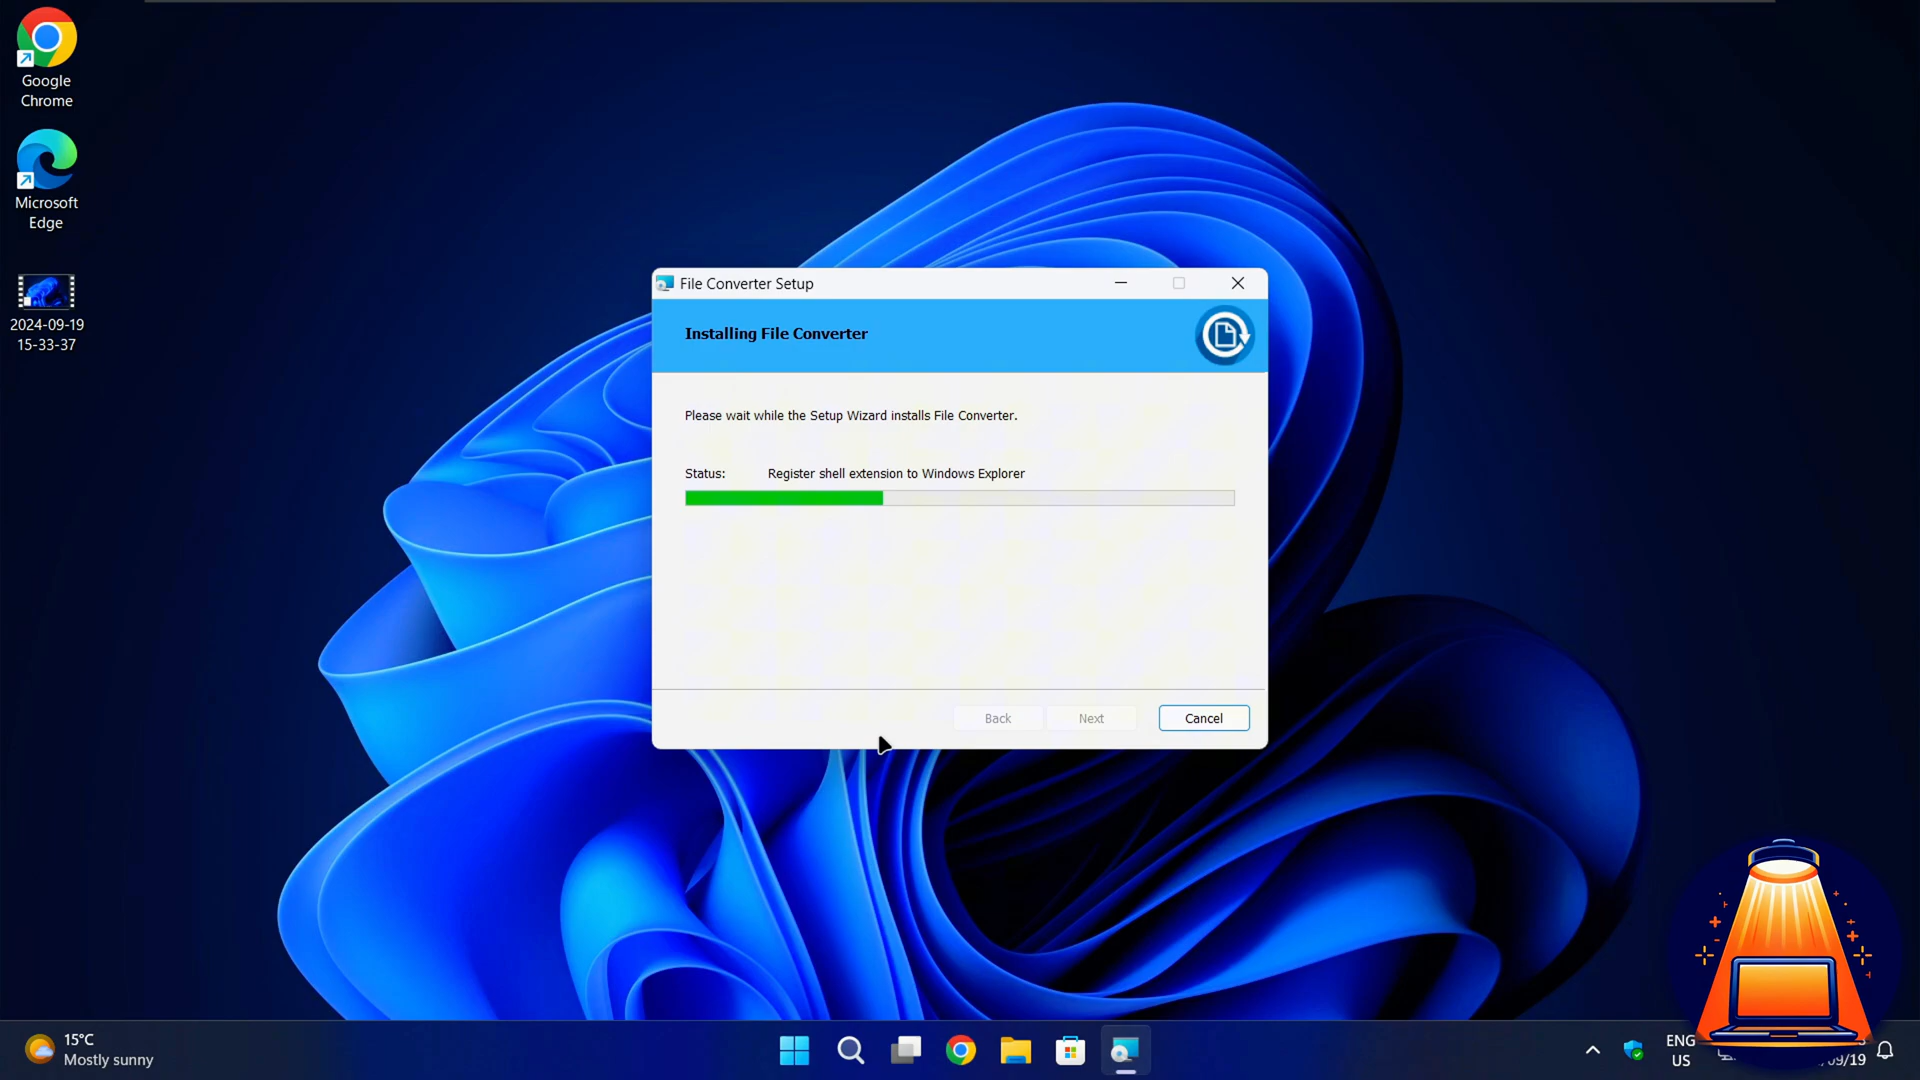 Google
Chrome
Microsoft
Edge
2024-09-19
15-33-37
File Converter Setup
Installing File Converter
Please wait while the Setup Wizard installs File Converter.
Status: Register shell extension to Windows Explorer
Back
Next
Cancel
15°C
Mostly sunny
ENG
US
/09/19